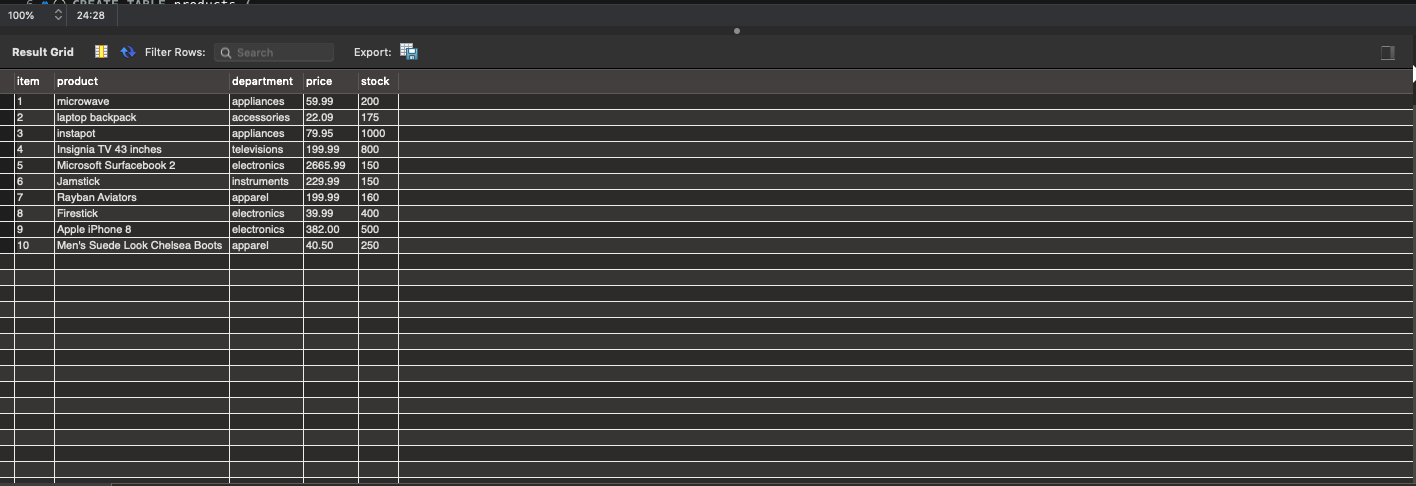 CREATE TABLE products (
100% 24:28
Result Grid Filter Rows: Search Export:
item product department price stock
1 microwave appliances 59.99 200
2 laptop backpack accessories 22.09 175
3 instapot appliances 79.95 1000
4 Insignia TV 43 inches televisions 199.99 800
5 Microsoft Surfacebook 2 electronics 2665.99 150
6 Jamstick instruments 229.99 150
7 Rayban Aviators apparel 199.99 160
8 Firestick electronics 39.99 400
9 Apple iPhone 8 electronics 382.00 500
10 Men's Suede Look Chelsea Boots apparel 40.50 250